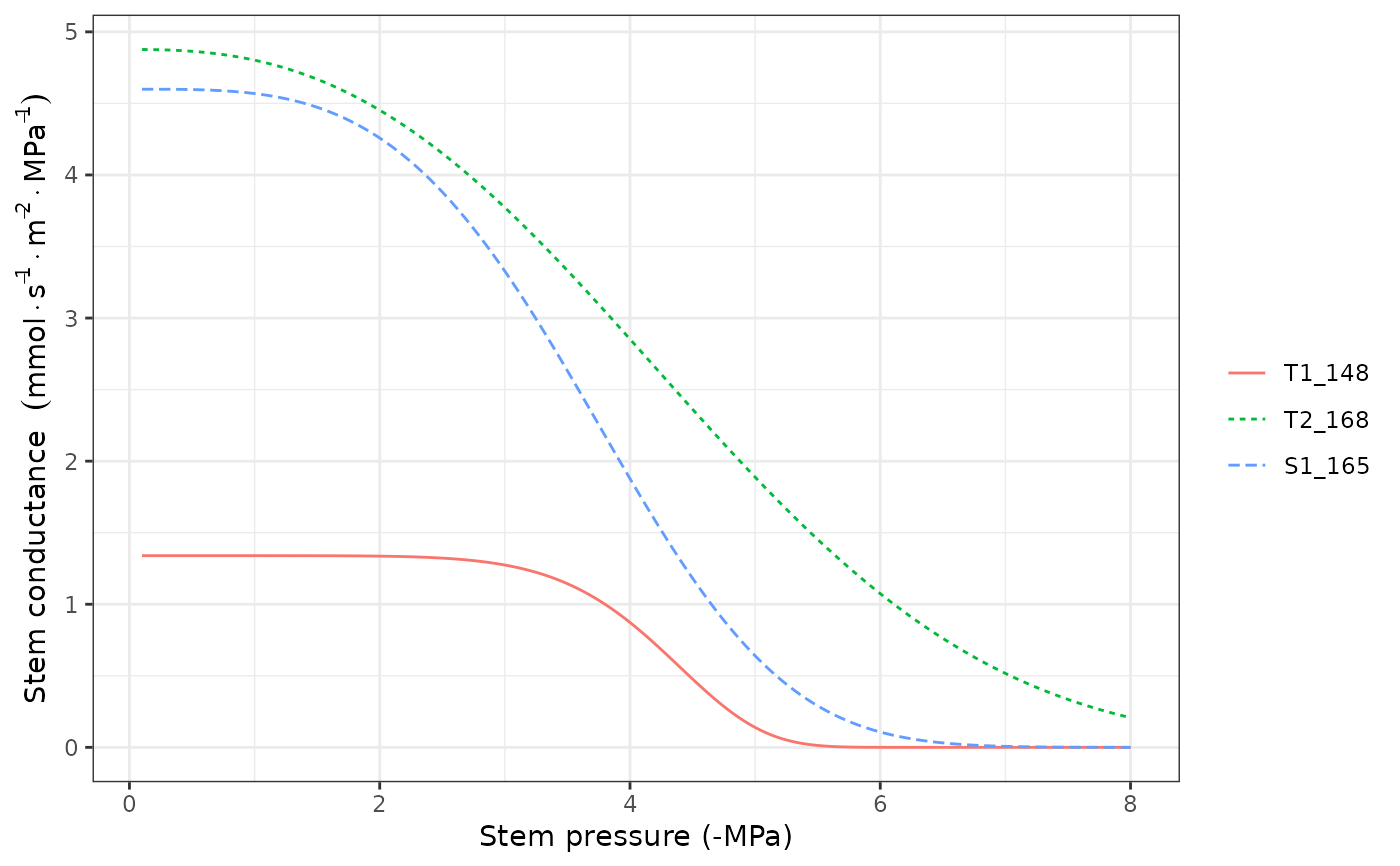 Stem conductance (mmol·s⁻¹·m⁻²·MPa⁻¹)
5
4
3
2
1
0
0 2 4 6 8
Stem pressure (-MPa)
T1_148
T2_168
S1_165